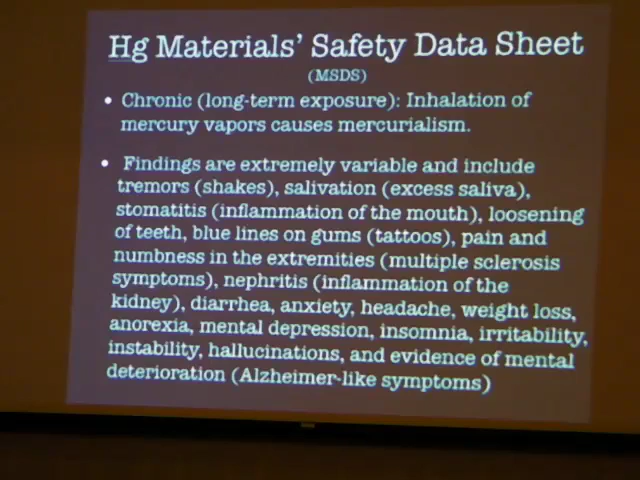 Hg Materials' Safety Data Sheet
(MSDS)
• Chronic (long-term exposure): Inhalation of
mercury vapors causes mercurialism.
• Findings are extremely variable and include
tremors (shakes), salivation (excess saliva),
stomatitis (inflammation of the mouth), loosening
of teeth, blue lines on gums (tattoos), pain and
numbness in the extremities (multiple sclerosis
symptoms), nephritis (inflammation of the
kidney), diarrhea, anxiety, headache, weight loss,
anorexia, mental depression, insomnia, irritability,
instability, hallucinations, and evidence of mental
deterioration (Alzheimer-like symptoms)